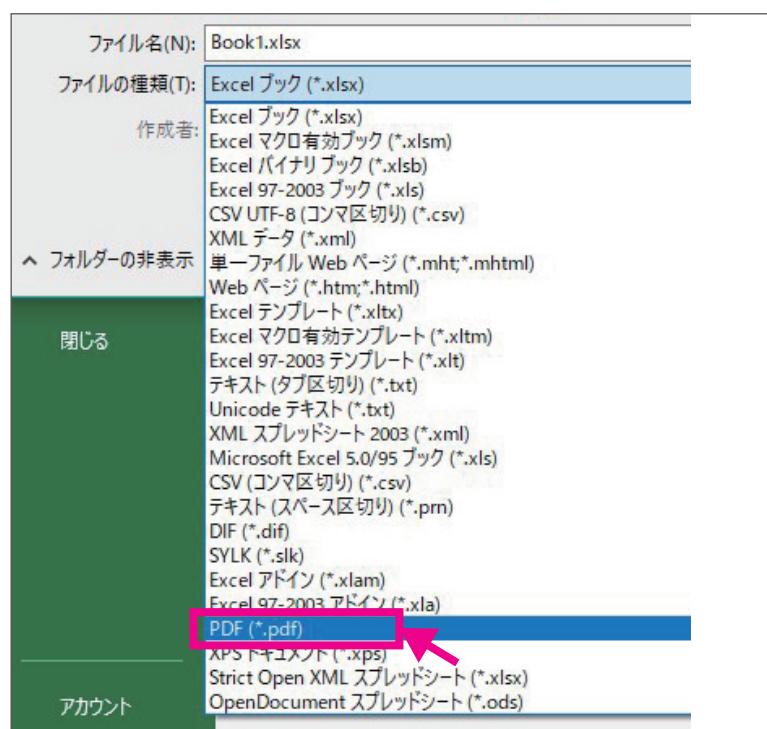 ファイル名(N): Book1.xlsx
ファイルの種類(T): Excel ブック (*.xlsx)
作成者:
Excel ブック (*.xlsx)
Excel マクロ有効ブック (*.xlsm)
Excel バイナリ ブック (*.xlsb)
Excel 97-2003 ブック (*.xls)
CSV UTF-8 (コンマ区切り) (*.csv)
XML データ (*.xml)
フォルダーの非表示
単一ファイル Web ページ (*.mht;*.mhtml)
Web ページ (*.htm;*.html)
Excel テンプレート (*.xltx)
Excel マクロ有効テンプレート (*.xltm)
Excel 97-2003 テンプレート (*.xlt)
テキスト (タブ区切り) (*.txt)
Unicode テキスト (*.txt)
XML スプレッドシート 2003 (*.xml)
Microsoft Excel 5.0/95 ブック (*.xls)
CSV (コンマ区切り) (*.csv)
テキスト (スペース区切り) (*.prn)
DIF (*.dif)
SYLK (*.slk)
Excel アドイン (*.xlam)
Excel 97-2003 アドイン (*.xla)
PDF (*.pdf)
XPS ドキュメント (*.xps)
Strict Open XML スプレッドシート (*.xlsx)
OpenDocument スプレッドシート (*.ods)
閉じる
アカウント